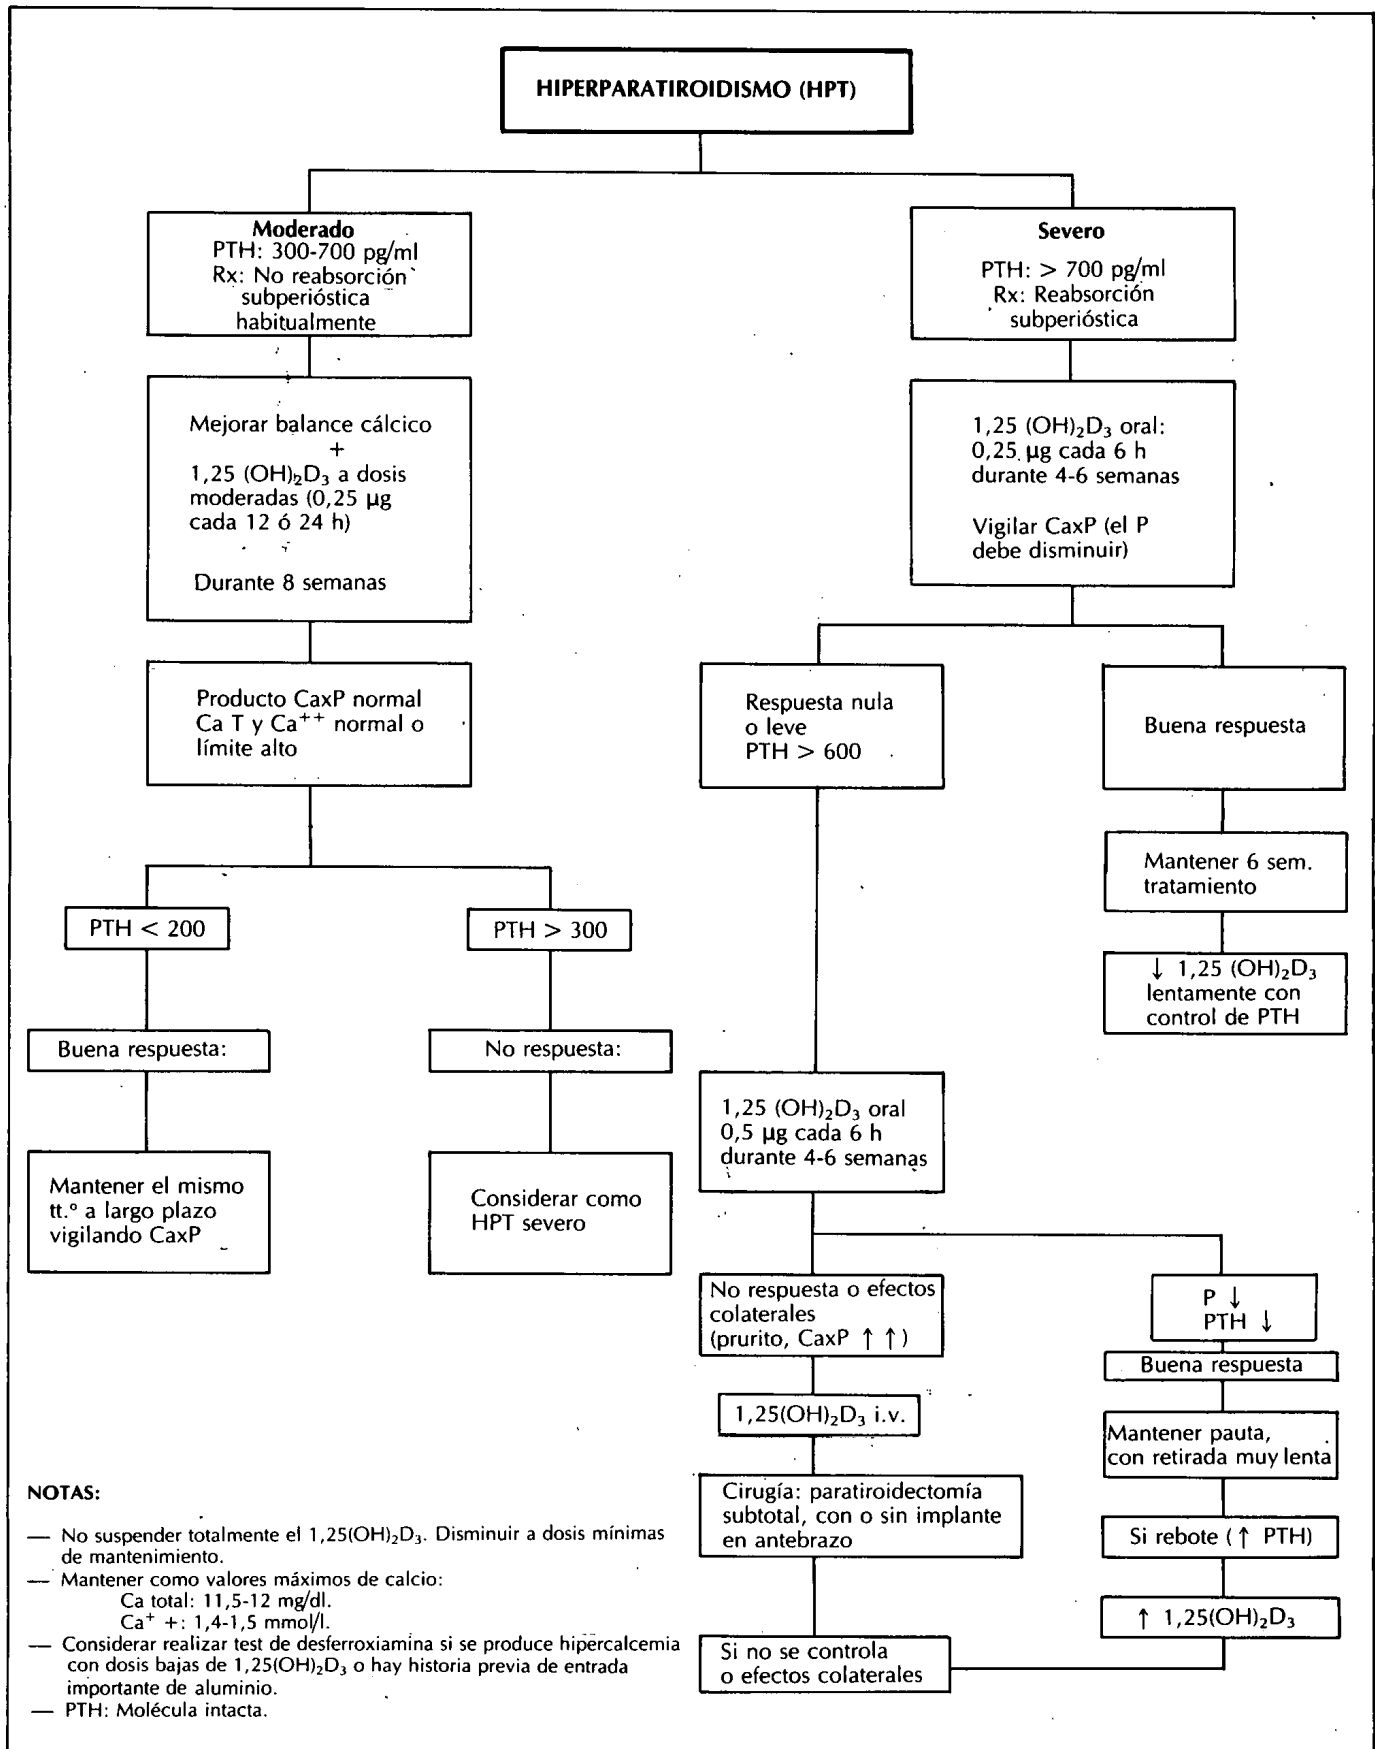 HIPERPARATIROIDISMO (HPT)
Moderado
PTH: 300-700 pg/ml
Rx: No reabsorción
subperióstica
habitualmente
Severo
PTH: > 700 pg/ml
Rx: Reabsorción
subperióstica
Mejorar balance cálcico
+
1,25 (OH)₂D₃ a dosis
moderadas (0,25 µg
cada 12 ó 24 h)
Durante 8 semanas
1,25 (OH)₂D₃ oral:
0,25 µg cada 6 h
durante 4-6 semanas
Vigilar CaxP (el P
debe disminuir)
Producto CaxP normal
Ca T y Ca⁺⁺ normal o
límite alto
Respuesta nula
o leve
PTH > 600
Buena respuesta
Mantener 6 sem.
tratamiento
↓ 1,25 (OH)₂D₃
lentamente con
control de PTH
PTH < 200
PTH > 300
Buena respuesta:
No respuesta:
Mantener el mismo
tt.º a largo plazo
vigilando CaxP
Considerar como
HPT severo
1,25 (OH)₂D₃ oral
0,5 µg cada 6 h
durante 4-6 semanas
No respuesta o efectos
colaterales
(prurito, CaxP ↑ ↑)
1,25(OH)₂D₃ i.v.
Cirugía: paratiroidectomía
subtotal, con o sin implante
en antebrazo
Si no se controla
o efectos colaterales
P ↓
PTH ↓
Buena respuesta
Mantener pauta,
con retirada muy lenta
Si rebote (↑ PTH)
↑ 1,25(OH)₂D₃
NOTAS:
— No suspender totalmente el 1,25(OH)₂D₃. Disminuir a dosis mínimas
de mantenimiento.
— Mantener como valores máximos de calcio:
Ca total: 11,5-12 mg/dl.
Ca⁺ +: 1,4-1,5 mmol/l.
— Considerar realizar test de desferroxiamina si se produce hipercalcemia
con dosis bajas de 1,25(OH)₂D₃ o hay historia previa de entrada
importante de aluminio.
— PTH: Molécula intacta.